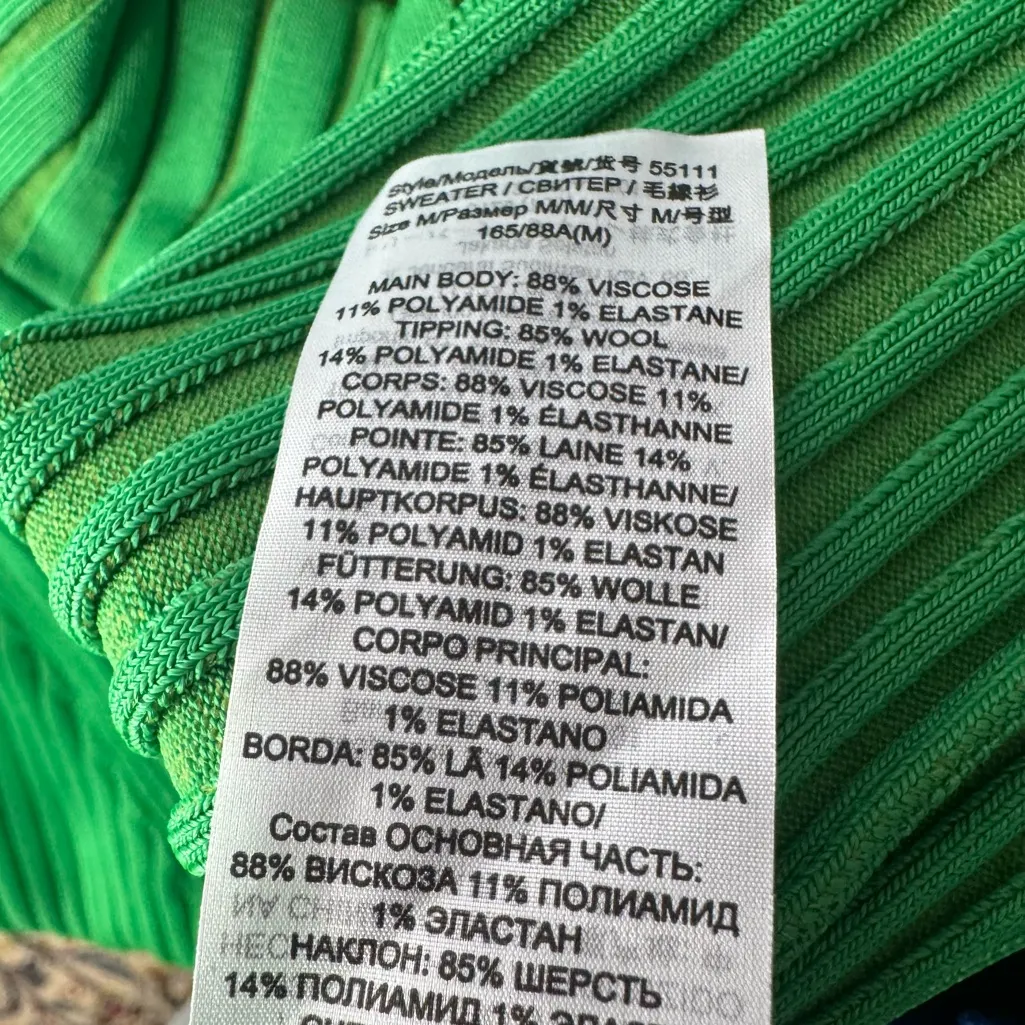 Style/Модель/貨號/货号 55111
SWEATER / СВИТЕР / 毛線衫
Size M/Размер M/M/尺寸 M/号型
165/88A(M)
MAIN BODY: 88% VISCOSE
11% POLYAMIDE 1% ELASTANE
TIPPING: 85% WOOL
14% POLYAMIDE 1% ELASTANE/
CORPS: 88% VISCOSE 11%
POLYAMIDE 1% ÉLASTHANNE
POINTE: 85% LAINE 14%
POLYAMIDE 1% ÉLASTHANNE/
HAUPTKORPUS: 88% VISKOSE
11% POLYAMID 1% ELASTAN
FÜTTERUNG: 85% WOLLE
14% POLYAMID 1% ELASTAN/
CORPO PRINCIPAL:
88% VISCOSE 11% POLIAMIDA
1% ELASTANO
BORDA: 85% LÃ 14% POLIAMIDA
1% ELASTANO/
Состав ОСНОВНАЯ ЧАСТЬ:
88% ВИСКОЗА 11% ПОЛИАМИД
1% ЭЛАСТАН
НАКЛОН: 85% ШЕРСТЬ
14% ПОЛИАМИД 1%